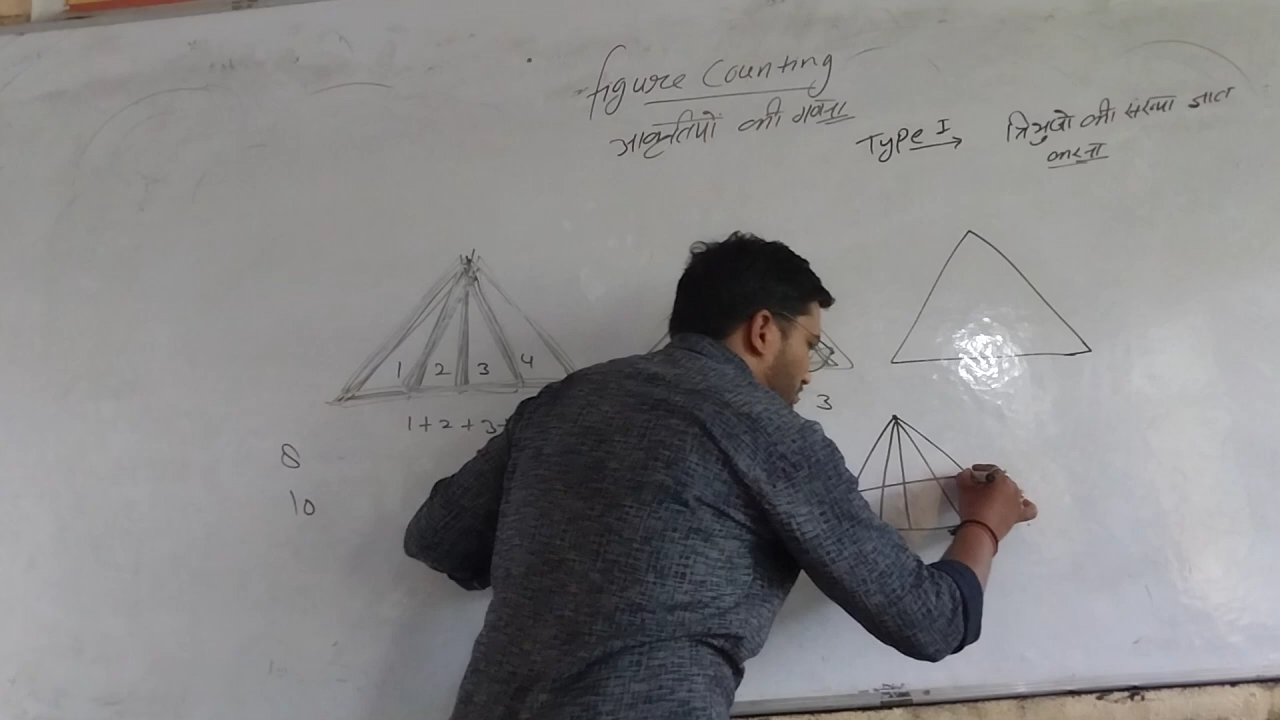 figure Counting
आकृतियों की गणना
Type I → त्रिभुजो की संख्या ज्ञात
करना
1 2 3 4
1+2+3+
3
8
10